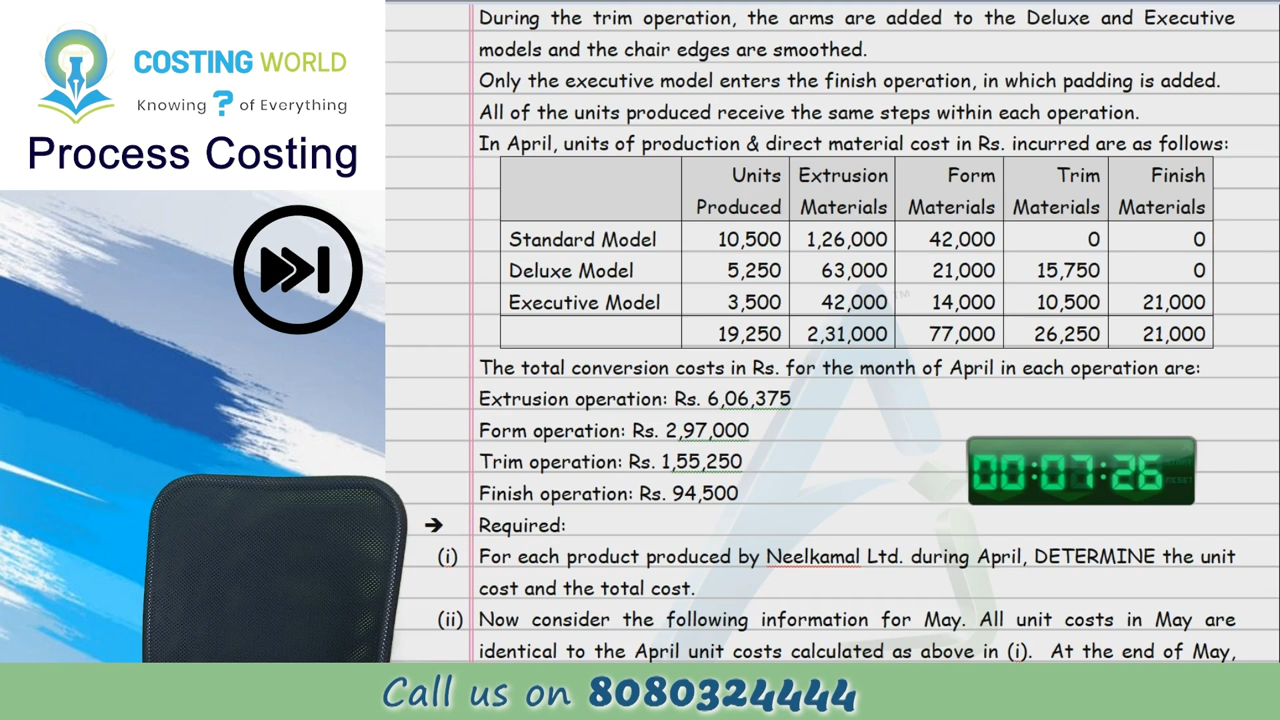 COSTING WORLD
Knowing ? of Everything
Process Costing
During the trim operation, the arms are added to the Deluxe and Executive
models and the chair edges are smoothed.
Only the executive model enters the finish operation, in which padding is added.
All of the units produced receive the same steps within each operation.
In April, units of production & direct material cost in Rs. incurred are as follows:
Units Extrusion Form Trim Finish
Produced Materials Materials Materials Materials
Standard Model 10,500 1,26,000 42,000 0 0
Deluxe Model 5,250 63,000 21,000 15,750 0
Executive Model 3,500 42,000 14,000 10,500 21,000
19,250 2,31,000 77,000 26,250 21,000
The total conversion costs in Rs. for the month of April in each operation are:
Extrusion operation: Rs. 6,06,375
Form operation: Rs. 2,97,000
Trim operation: Rs. 1,55,250
Finish operation: Rs. 94,500
00:07:26
→ Required:
(i) For each product produced by Neelkamal Ltd. during April, DETERMINE the unit
cost and the total cost.
(ii) Now consider the following information for May. All unit costs in May are
identical to the April unit costs calculated as above in (i). At the end of May,
Call us on 8080324444